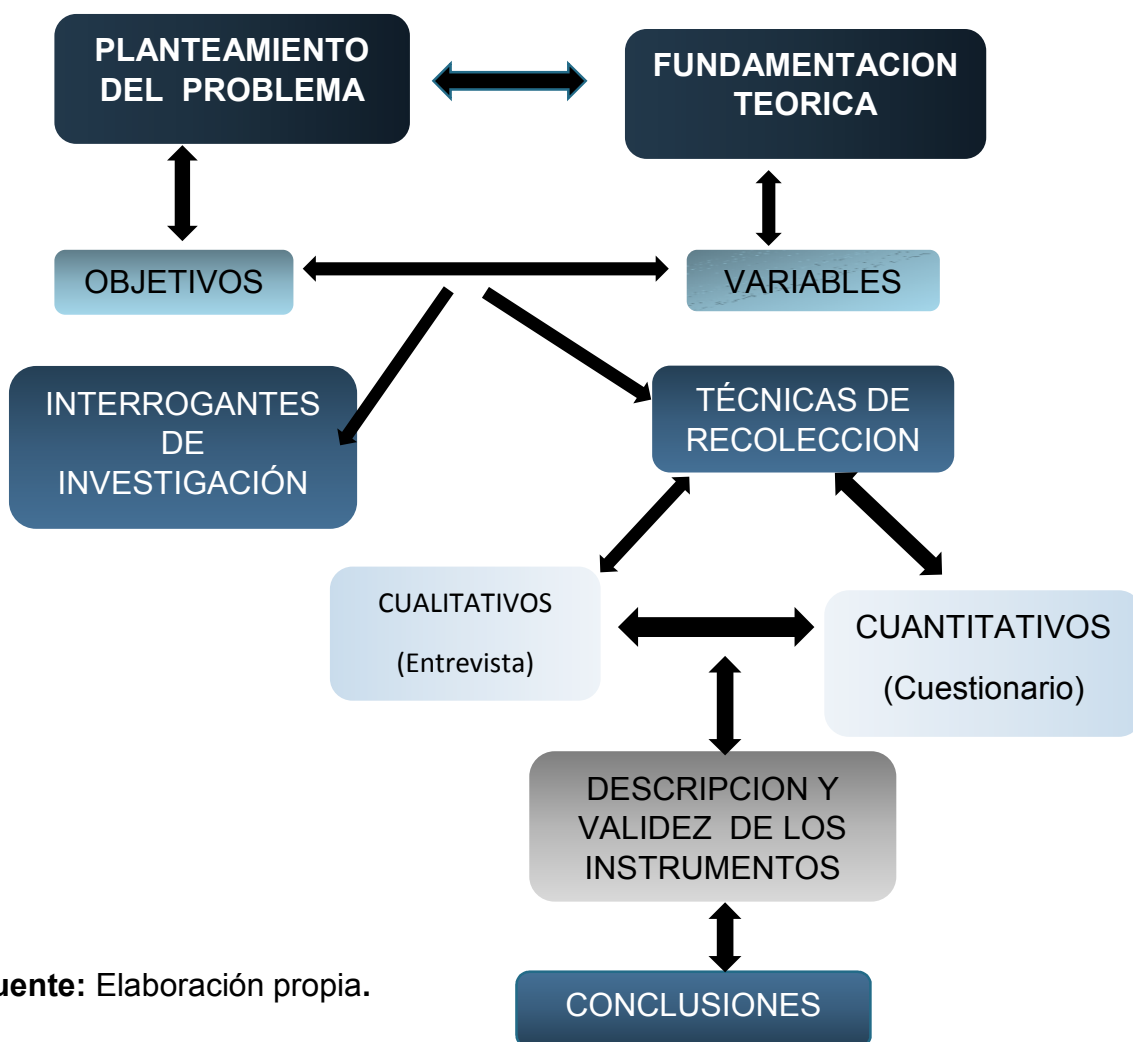 PLANTEAMIENTO
DEL PROBLEMA
FUNDAMENTACION
TEORICA
OBJETIVOS
VARIABLES
INTERROGANTES
DE
INVESTIGACIÓN
TÉCNICAS DE
RECOLECCION
CUALITATIVOS
(Entrevista)
CUANTITATIVOS
(Cuestionario)
DESCRIPCION Y
VALIDEZ DE LOS
INSTRUMENTOS
uente: Elaboración propia.
CONCLUSIONES